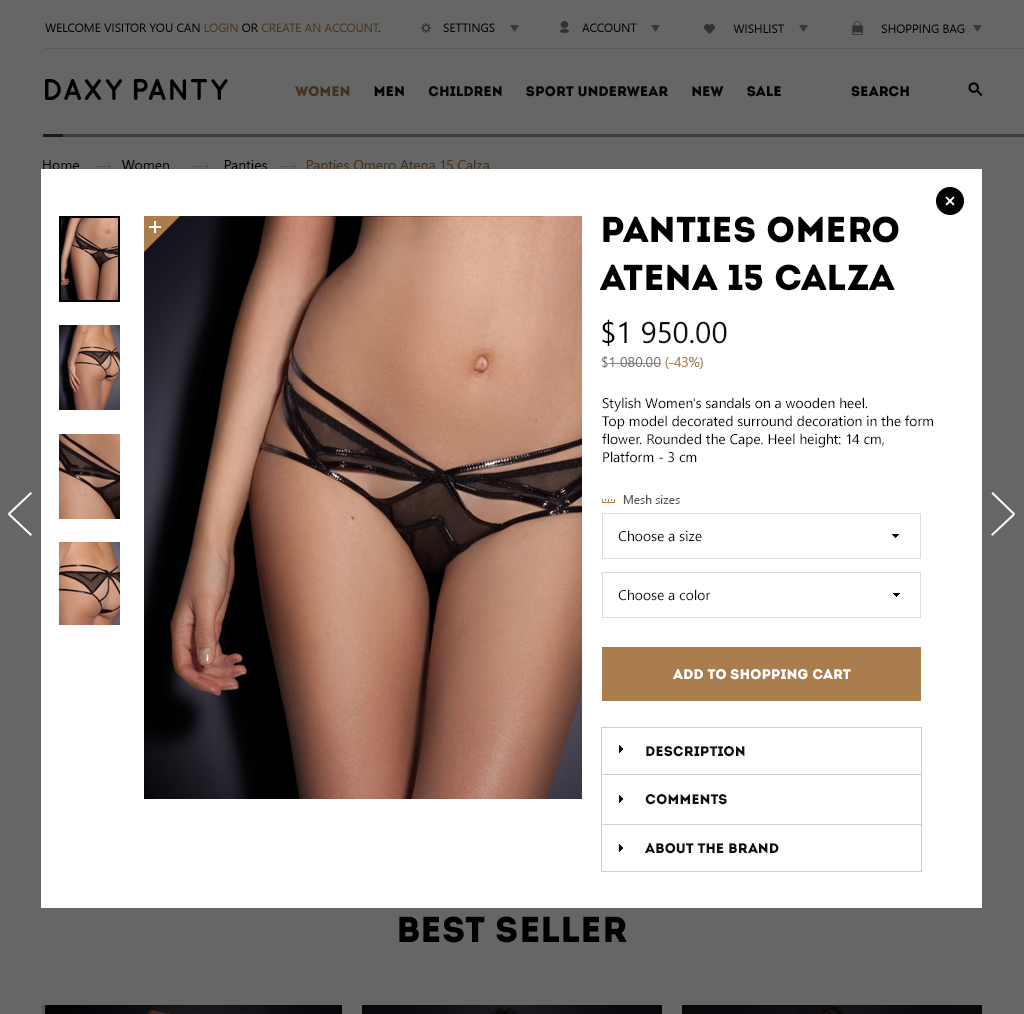 WELCOME VISITOR YOU CAN LOGIN OR CREATE AN ACCOUNT.
SETTINGS
ACCOUNT
WISHLIST
SHOPPING BAG
DAXY PANTY
WOMEN
MEN
CHILDREN
SPORT UNDERWEAR
NEW
SALE
SEARCH
Home
Women
Panties
Panties Omero Atena 15 Calza
PANTIES OMERO
ATENA 15 CALZA
$1 950.00
$1 080.00 (-43%)
Stylish Women's sandals on a wooden heel.
Top model decorated surround decoration in the form
flower. Rounded the Cape. Heel height: 14 cm,
Platform - 3 cm
Mesh sizes
Choose a size
Choose a color
ADD TO SHOPPING CART
DESCRIPTION
COMMENTS
ABOUT THE BRAND
BEST SELLER